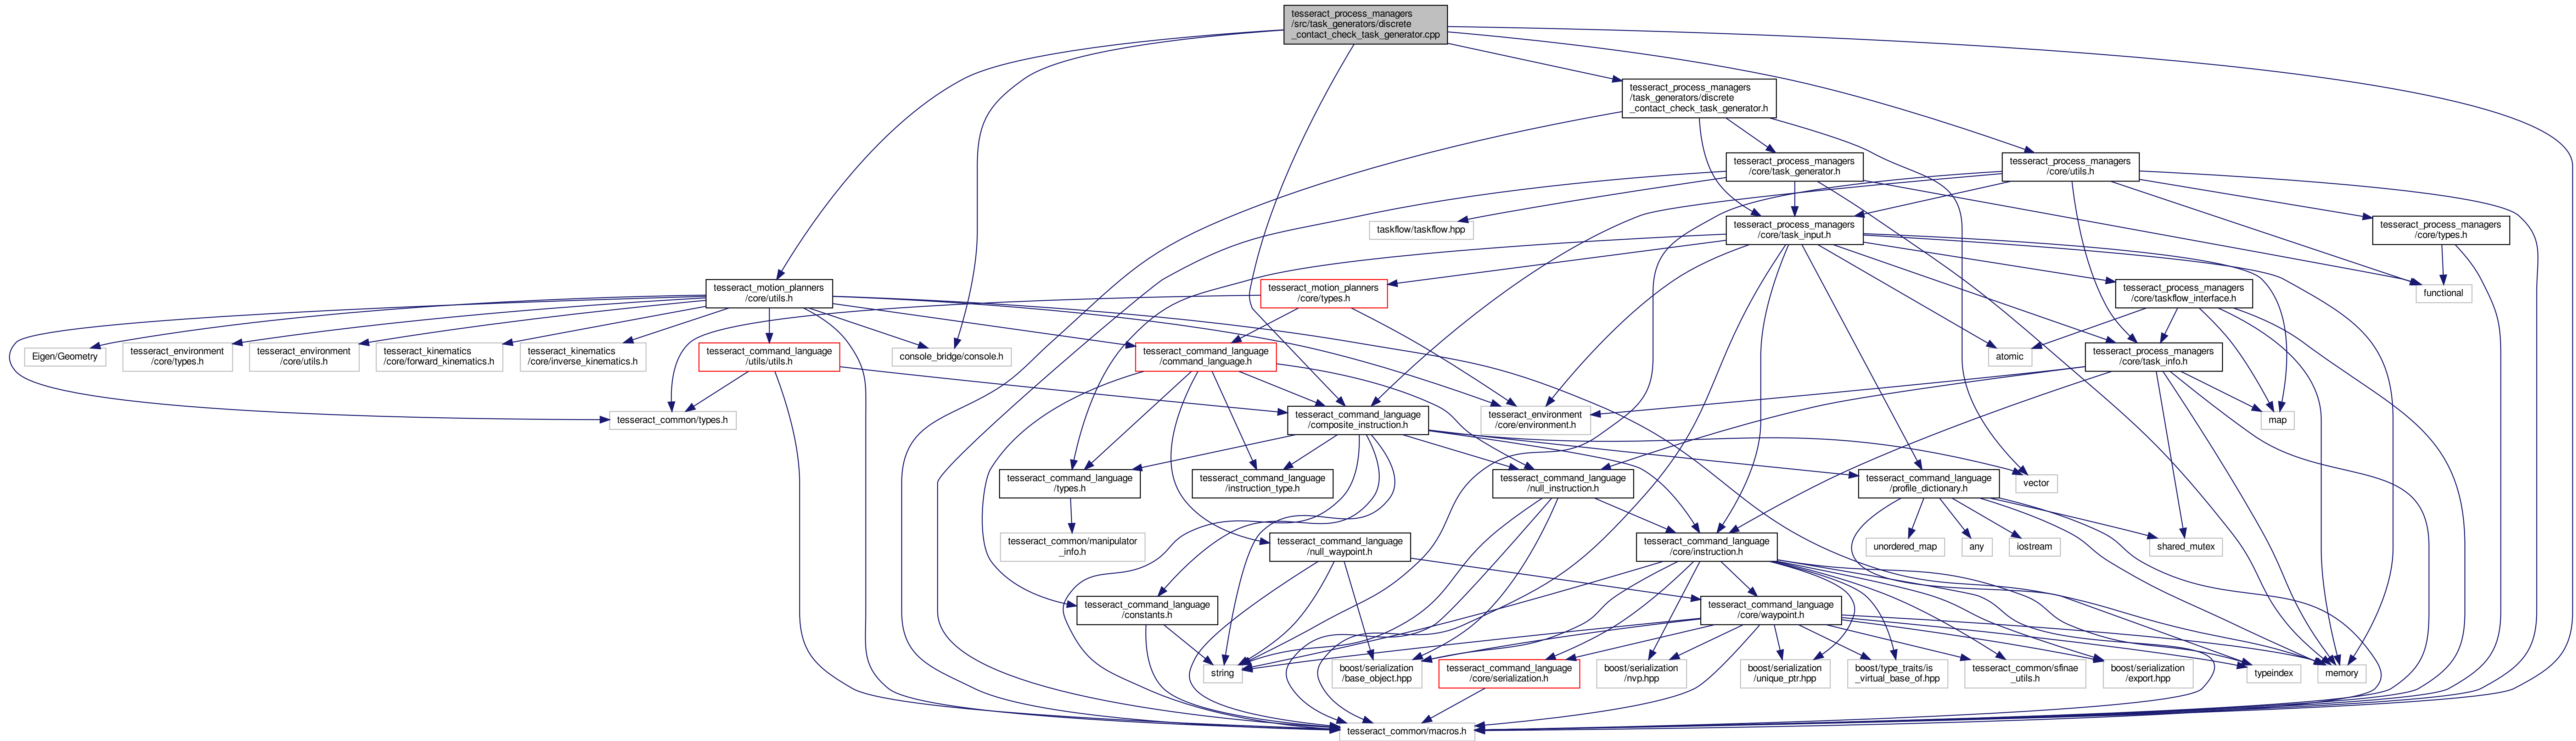 tesseract_process_managers
/src/task_generators/discrete
_contact_check_task_generator.cpp
tesseract_process_managers
/task_generators/discrete
_contact_check_task_generator.h
tesseract_process_managers
/core/task_generator.h
tesseract_process_managers
/core/utils.h
taskflow/taskflow.hpp
tesseract_process_managers
/core/task_input.h
tesseract_process_managers
/core/types.h
tesseract_motion_planners
/core/utils.h
tesseract_motion_planners
/core/types.h
tesseract_process_managers
/core/taskflow_interface.h
functional
Eigen/Geometry
tesseract_environment
/core/types.h
tesseract_environment
/core/utils.h
tesseract_kinematics
/core/forward_kinematics.h
tesseract_kinematics
/core/inverse_kinematics.h
tesseract_command_language
/utils/utils.h
console_bridge/console.h
tesseract_command_language
/command_language.h
atomic
tesseract_process_managers
/core/task_info.h
tesseract_common/types.h
tesseract_command_language
/composite_instruction.h
tesseract_environment
/core/environment.h
map
tesseract_command_language
/types.h
tesseract_command_language
/instruction_type.h
tesseract_command_language
/null_instruction.h
tesseract_command_language
/profile_dictionary.h
vector
tesseract_common/manipulator
_info.h
tesseract_command_language
/null_waypoint.h
tesseract_command_language
/core/instruction.h
unordered_map
any
iostream
shared_mutex
tesseract_command_language
/constants.h
tesseract_command_language
/core/waypoint.h
string
boost/serialization
/base_object.hpp
tesseract_command_language
/core/serialization.h
boost/serialization
/nvp.hpp
boost/serialization
/unique_ptr.hpp
boost/type_traits/is
_virtual_base_of.hpp
tesseract_common/sfinae
_utils.h
boost/serialization
/export.hpp
typeindex
memory
tesseract_common/macros.h